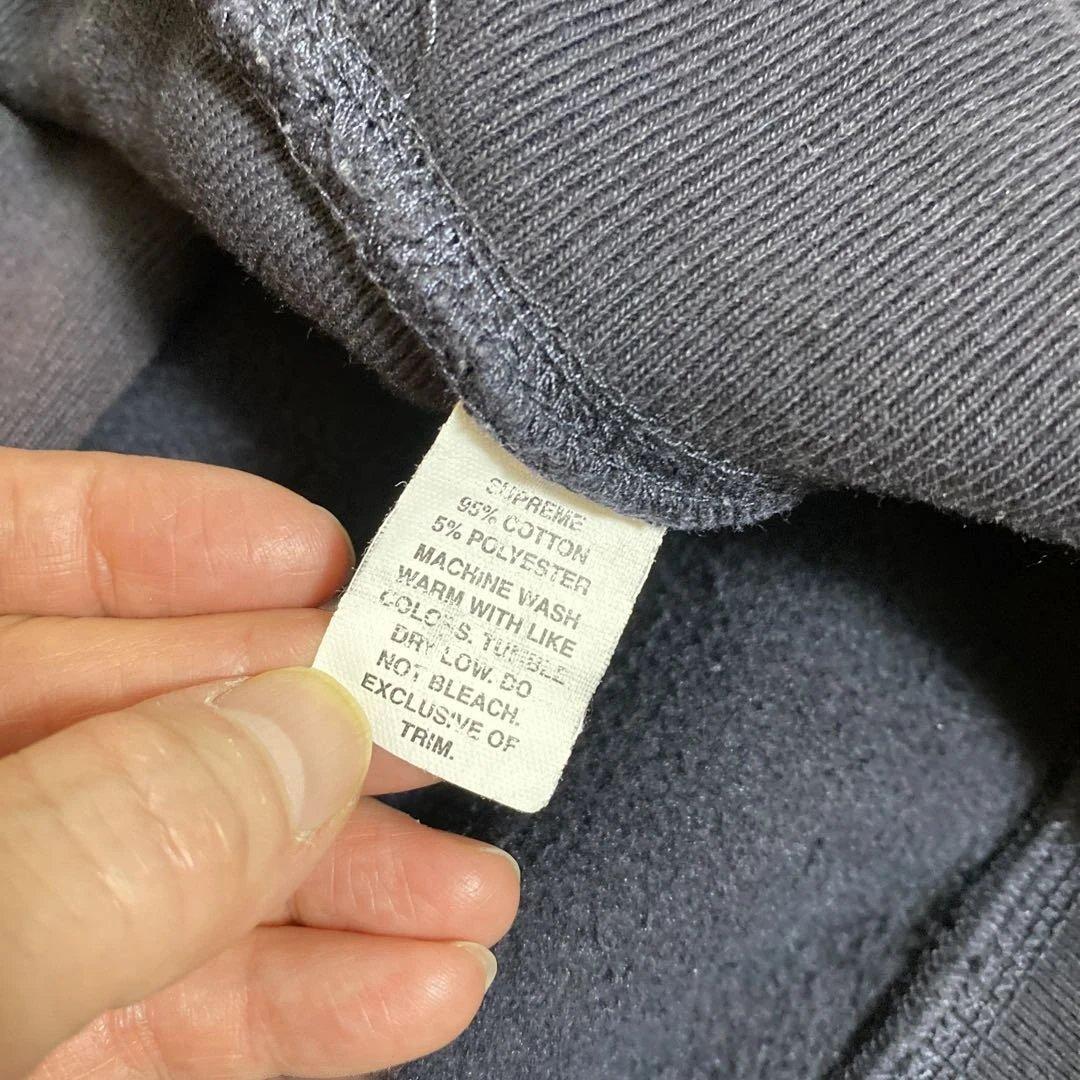 SUPREME
95% COTTON
5% POLYESTER
MACHINE WASH
WARM WITH LIKE
COLORS. TUMBLE
DRY LOW. DO
NOT BLEACH.
EXCLUSIVE OF
TRIM.